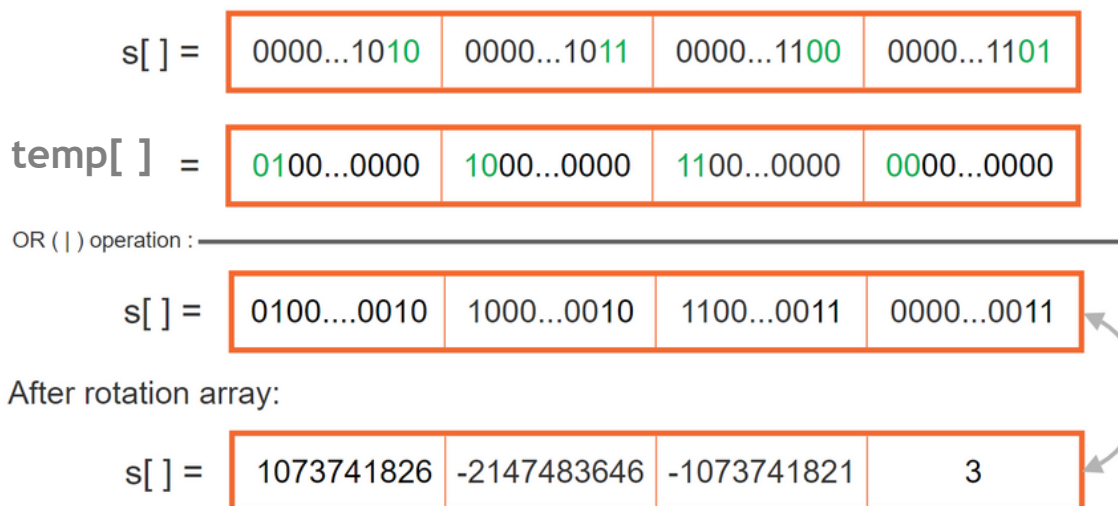 s[ ] = 0000...1010 0000...1011 0000...1100 0000...1101
temp[ ] = 0100...0000 1000...0000 1100...0000 0000...0000
OR ( | ) operation :
s[ ] = 0100....0010 1000...0010 1100...0011 0000...0011
After rotation array:
s[ ] = 1073741826 -2147483646 -1073741821 3